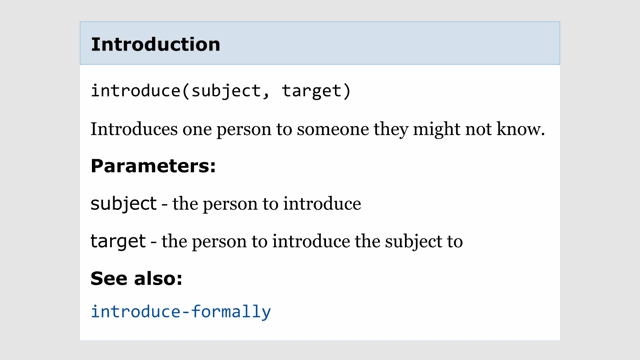 Introduction
introduce(subject, target)
Introduces one person to someone they might not know.
Parameters:
subject - the person to introduce
target - the person to introduce the subject to
See also:
introduce-formally